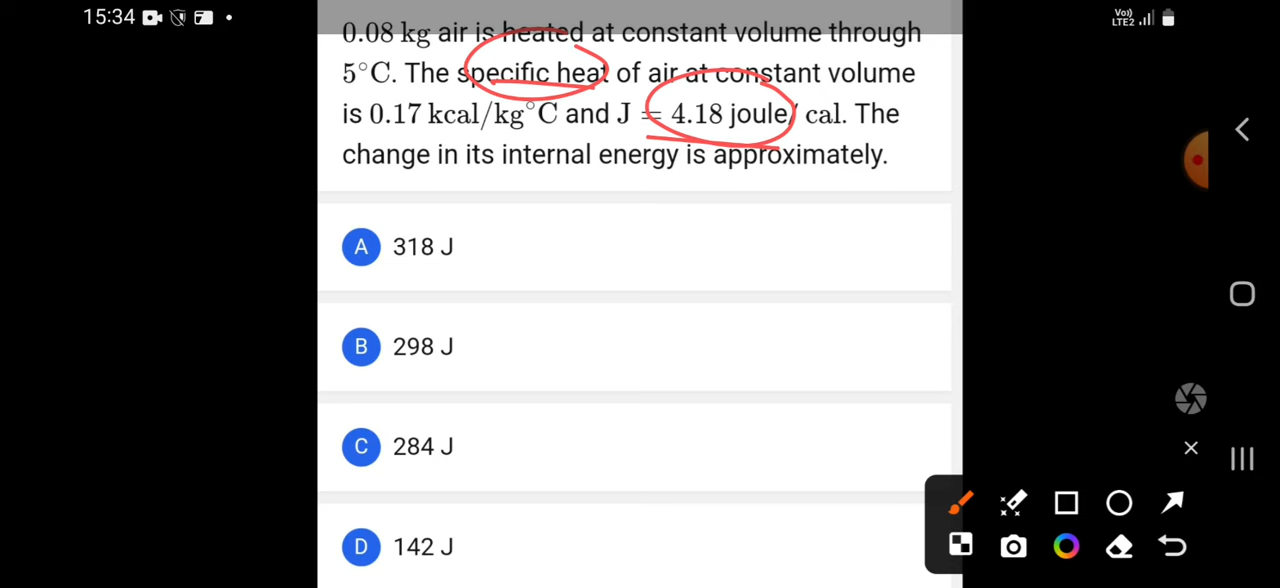 15:34
Vo))
LTE2
0.08 kg air is heated at constant volume through
5°C. The specific heat of air at constant volume
is 0.17 kcal/kg°C and J = 4.18 joule/ cal. The
change in its internal energy is approximately.
A 318 J
B 298 J
C 284 J
D 142 J